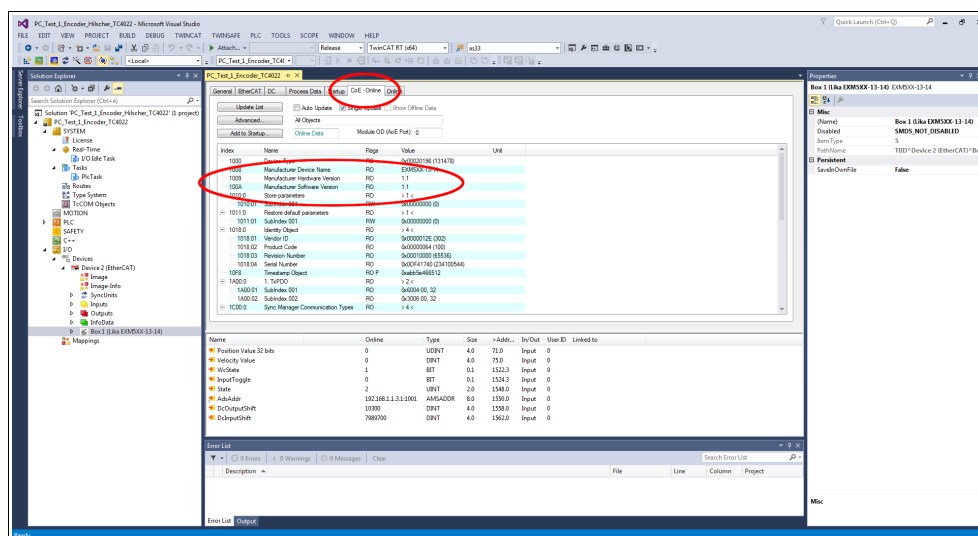 PC_Test_1_Encoder_Hilscher_TC4022 - Microsoft Visual Studio
Quick Launch (Ctrl+Q)
FILE EDIT VIEW PROJECT BUILD DEBUG TWINCAT TWINSAFE PLC TOOLS SCOPE WINDOW HELP
Attach... Release TwinCAT RT (x64) as33
<Local> PC_Test_1_Encoder_TC4(
Server Explorer
Toolbox
Solution Explorer
Search Solution Explorer (Ctrl+è)
Solution 'PC_Test_1_Encoder_Hilscher_TC4022' (1 project)
PC_Test_1_Encoder_TC4022
SYSTEM
License
Real-Time
I/O Idle Task
Tasks
PlcTask
Routes
Type System
TcCOM Objects
MOTION
PLC
SAFETY
C++
I/O
Devices
Device 2 (EtherCAT)
Image
Image-Info
SyncUnits
Inputs
Outputs
InfoData
Box 1 (Lika EXM5XX-13-14)
Mappings
PC_Test_1_Encoder_TC4022
General EtherCAT DC Process Data Startup CoE - Online Online
Update List Auto Update Single Update Show Offline Data
Advanced... All Objects
Add to Startup... Online Data Module OD (AoE Port): 0
Index Name Flags Value Unit
1000 Device Type RO 0x00020196 (131478)
1008 Manufacturer Device Name RO EXM5XX-13-14
1009 Manufacturer Hardware Version RO 1.1
100A Manufacturer Software Version RO 1.1
1010:0 Store parameters RO > 1 <
1010:01 SubIndex 001 RW 0x00000000 (0)
1011:0 Restore default parameters RO > 1 <
1011:01 SubIndex 001 RW 0x00000000 (0)
1018:0 Identity Object RO > 4 <
1018:01 Vendor ID RO 0x0000012E (302)
1018:02 Product Code RO 0x00000064 (100)
1018:03 Revision Number RO 0x00010000 (65536)
1018:04 Serial Number RO 0x0DF41740 (234100544)
10F8 Timestamp Object RO P 0xabb5e466512
1A00:0 1. TxPDO RO > 2 <
1A00:01 SubIndex 001 RO 0x6004:00, 32
1A00:02 SubIndex 002 RO 0x3006:00, 32
1C00:0 Sync Manager Communication Types RO > 4 <
Name Online Type Size >Addr... In/Out User ID Linked to
Position Value 32 bits 0 UDINT 4.0 71.0 Input 0
Velocity Value 0 DINT 4.0 75.0 Input 0
WcState 1 BIT 0.1 1522.3 Input 0
InputToggle 0 BIT 0.1 1524.3 Input 0
State 2 UINT 2.0 1548.0 Input 0
AdsAddr 192.168.1.1.3.1:1001 AMSADDR 8.0 1550.0 Input 0
DcOutputShift 10300 DINT 4.0 1558.0 Input 0
DcInputShift 7989700 DINT 4.0 1562.0 Input 0
Error List
0 Errors 0 Warnings 0 Messages Clear Search Error List
Description File Line Column Project
Error List Output
Properties
Box 1 (Lika EXM5XX-13-14) EXM5XX-13-14
Misc
(Name) Box 1 (Lika EXM5XX-13-14)
Disabled SMDS_NOT_DISABLED
ItemType 5
PathName TIID^Device 2 (EtherCAT)^Bo
Persistent
SaveInOwnFile False
Misc
Ready